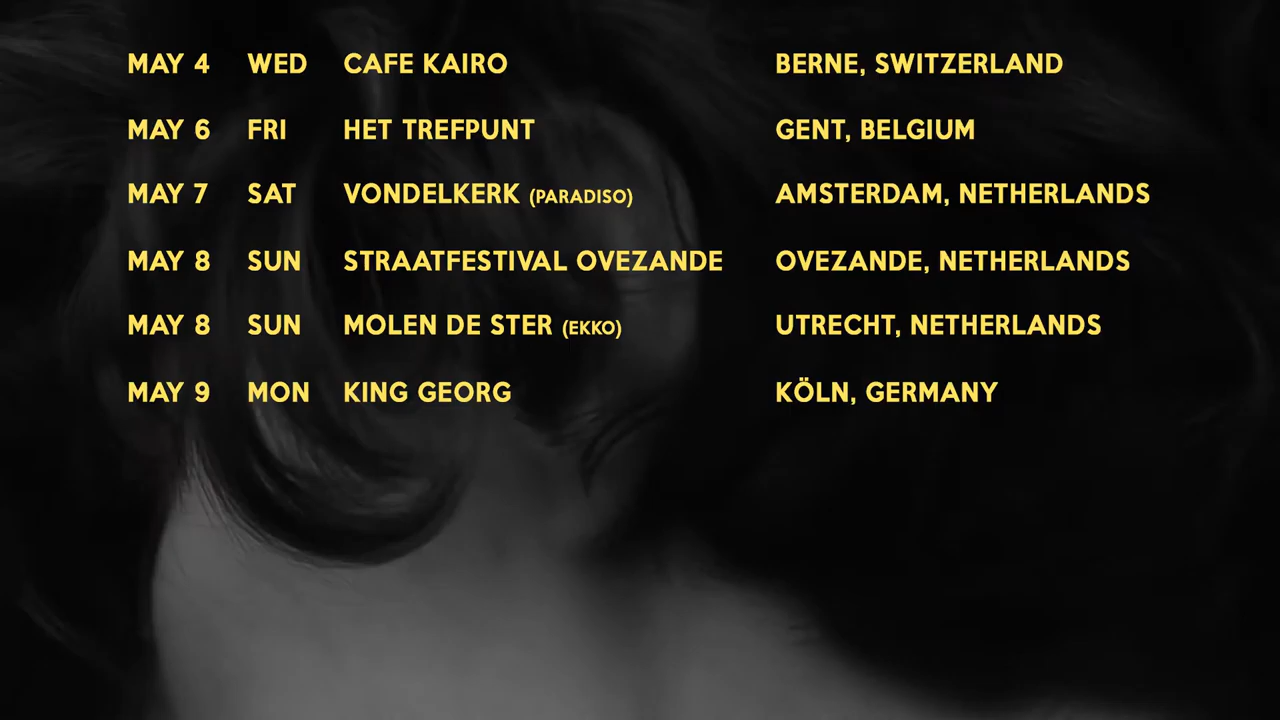 MAY 4 WED CAFE KAIRO BERNE, SWITZERLAND
MAY 6 FRI HET TREFPUNT GENT, BELGIUM
MAY 7 SAT VONDELKERK (PARADISO) AMSTERDAM, NETHERLANDS
MAY 8 SUN STRAATFESTIVAL OVEZANDE OVEZANDE, NETHERLANDS
MAY 8 SUN MOLEN DE STER (EKKO) UTRECHT, NETHERLANDS
MAY 9 MON KING GEORG KÖLN, GERMANY